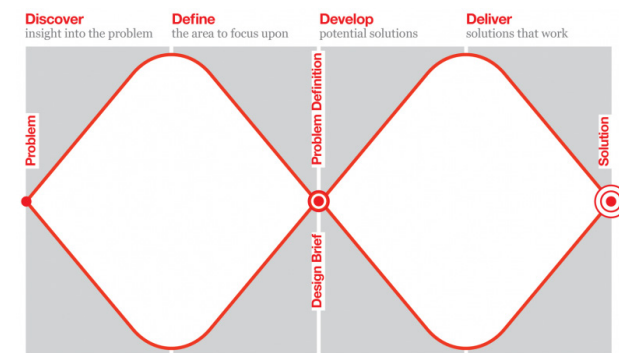 Discover
insight into the problem
Define
the area to focus upon
Develop
potential solutions
Deliver
solutions that work
Problem
Problem Definition
Design Brief
Solution